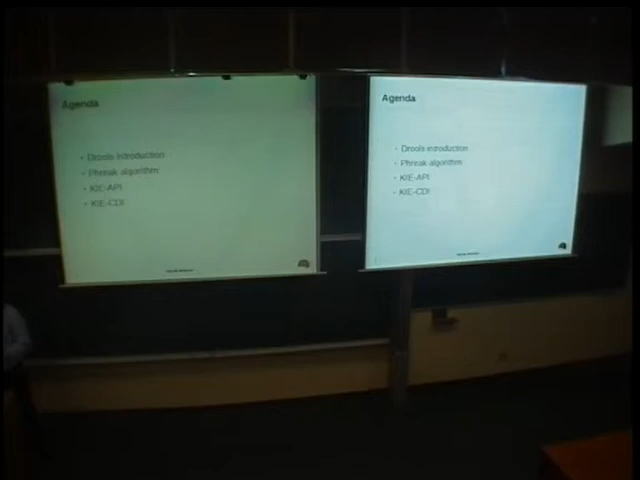 Agenda
• Drools introduction
• Phreak algorithm
• KIE-API
• KIE-CDI
Agenda
• Drools introduction
• Phreak algorithm
• KIE-API
• KIE-CDI